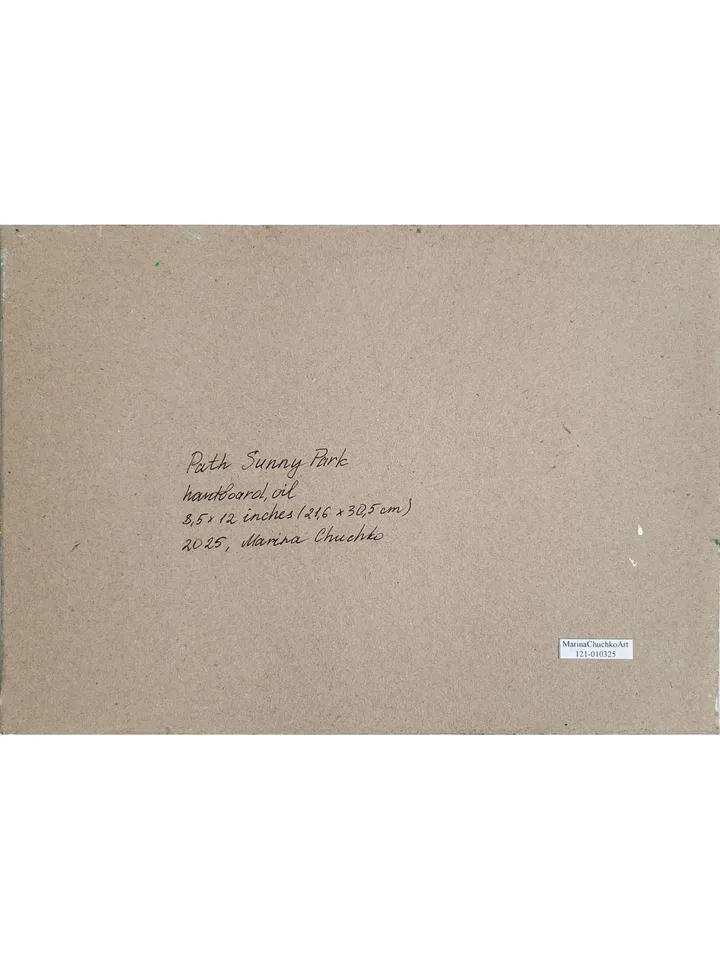 Path Sunny Park
hardboard, oil
8,5 x 12 inches (21,6 x 30,5 cm)
2025, Marina Chuchko
MarinaChuchkoArt
121-010325